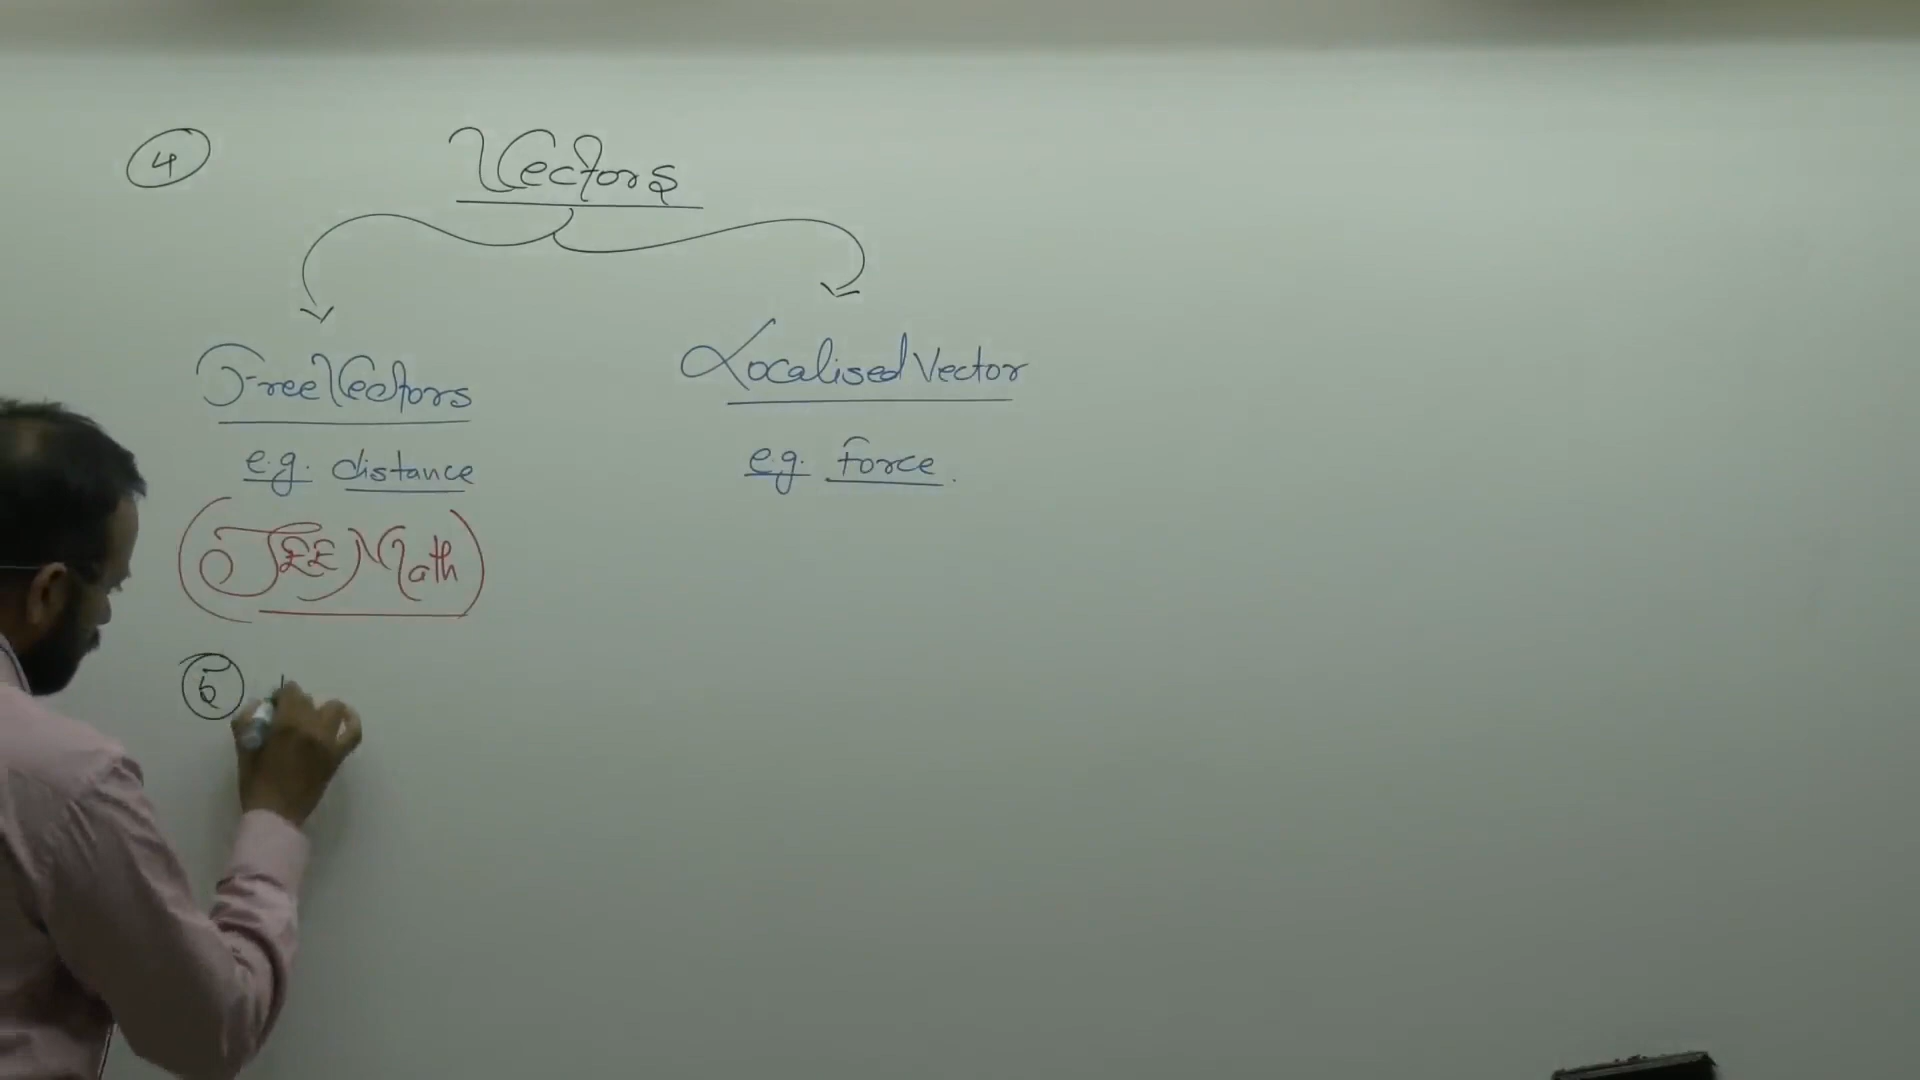 4 Vectors
Free Vectors
Localised Vector
e.g. distance
e.g. Force.
(JEE Math)
5